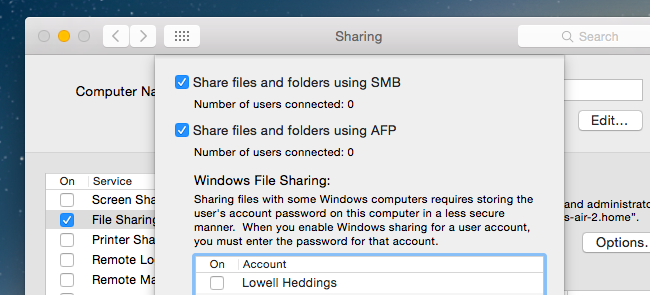 Sharing
Search
Share files and folders using SMB
Number of users connected: 0
Computer Na
Share files and folders using AFP
Edit...
Number of users connected: 0
Windows File Sharing:
On Service
Sharing files with some Windows computers requires storing the
Screen Sha
user's account password on this computer in a less secure
and administrato
File Sharing
manner. When you enable Windows sharing for a user account,
s-air-2.home".
Printer Sha
you must enter the password for that account.
Options.
Remote Lo
On Account
Remote Ma
Lowell Heddings